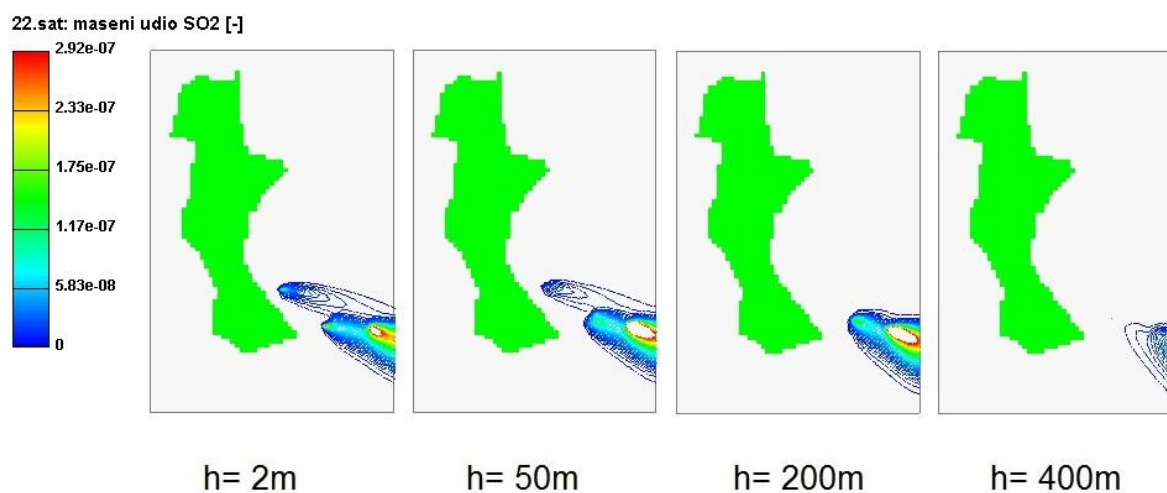 22.sat: maseni udio SO2 [-]
2.92e-07
2.33e-07
1.75e-07
1.17e-07
5.83e-08
0
h= 2m
h= 50m
h= 200m
h= 400m